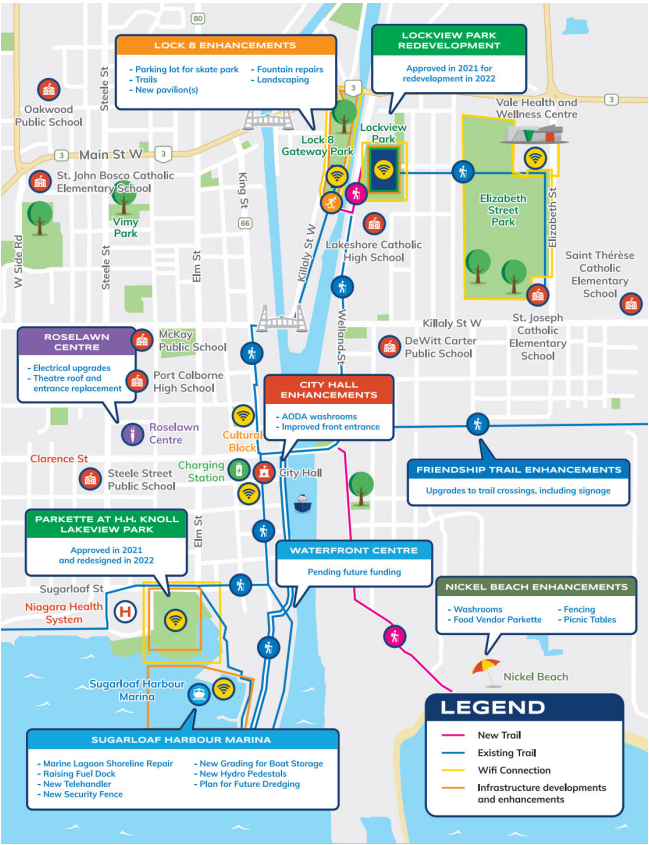 80
LOCK 8 ENHANCEMENTS
- Parking lot for skate park
- Trails
- New pavilion(s)
- Fountain repairs
- Landscaping
LOCKVIEW PARK
REDEVELOPMENT
Approved in 2021 for
redevelopment in 2022
Steele St
Oakwood
Public School
3
3
Vale Health and
Wellness Centre
Lock 8
Gateway Park
Lockview
Park
3
Main St W
3
St. John Bosco Catholic
Elementary School
King St
66
Vimy
Park
W Side Rd
Steele St
Elm St
Killaly St W
Elizabeth
Street
Park
Elizabeth St
Lakeshore Catholic
High School
Saint Thérèse
Catholic
Elementary
School
Welland St
Killaly St W
St. Joseph
Catholic
Elementary
School
DeWitt Carter
Public School
ROSELAWN
CENTRE
- Electrical upgrades
- Theatre roof and
entrance replacement
McKay
Public School
Port Colborne
High School
CITY HALL
ENHANCEMENTS
- AODA washrooms
- Improved front entrance
Roselawn
Centre
Cultural
Block
Clarence St
Charging
Station
City Hall
Steele Street
Public School
FRIENDSHIP TRAIL ENHANCEMENTS
Upgrades to trail crossings, including signage
PARKETTE AT H.H. KNOLL
LAKEVIEW PARK
Approved in 2021
and redesigned in 2022
Elm St
WATERFRONT CENTRE
Pending future funding
Sugarloaf St
Niagara Health
System
H
NICKEL BEACH ENHANCEMENTS
- Washrooms
- Food Vendor Parkette
- Fencing
- Picnic Tables
Nickel Beach
Sugarloaf Harbour
Marina
SUGARLOAF HARBOUR MARINA
- Marine Lagoon Shoreline Repair
- Raising Fuel Dock
- New Telehandler
- New Security Fence
- New Grading for Boat Storage
- New Hydro Pedestals
- Plan for Future Dredging
LEGEND
New Trail
Existing Trail
Wifi Connection
Infrastructure developments
and enhancements